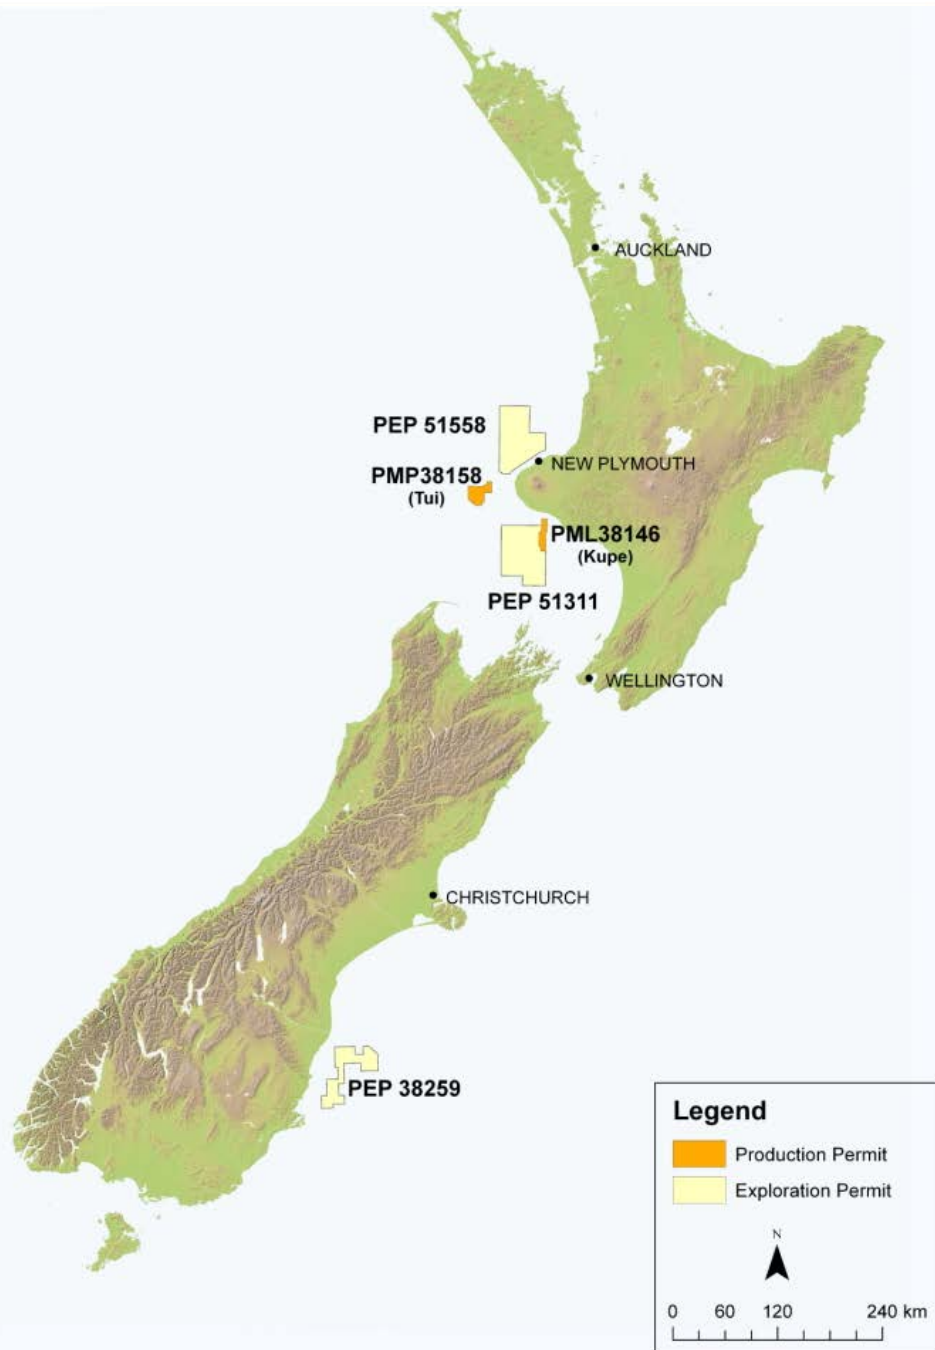 AUCKLAND
PEP 51558
NEW PLYMOUTH
PMP38158
(Tui)
PML38146
(Kupe)
PEP 51311
WELLINGTON
CHRISTCHURCH
PEP 38259
Legend
Production Permit
Exploration Permit
N
0 60 120 240 km